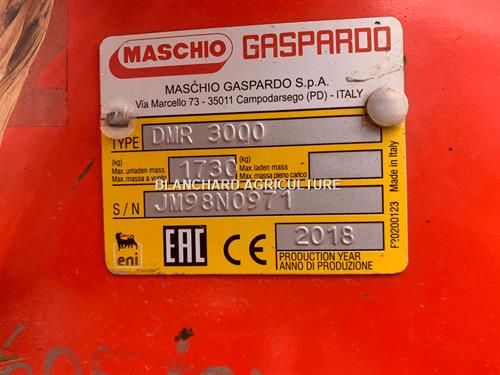 MASCHIO GASPARDO
MASCHIO GASPARDO S.p.A.
Via Marcello 73 - 35011 Campodarsego (PD) - ITALY
TYPE DMR 3000
(kg) Max. unladen mass 1730 (kg) Max. laden mass
Max. massa a vuoto Max. massa pieno carico
BLANCHARD AGRICULTURE
S/N JM98N0971
eni EAC CE 2018
PRODUCTION YEAR
ANNO DI PRODUZIONE
F20200123 Made in Italy